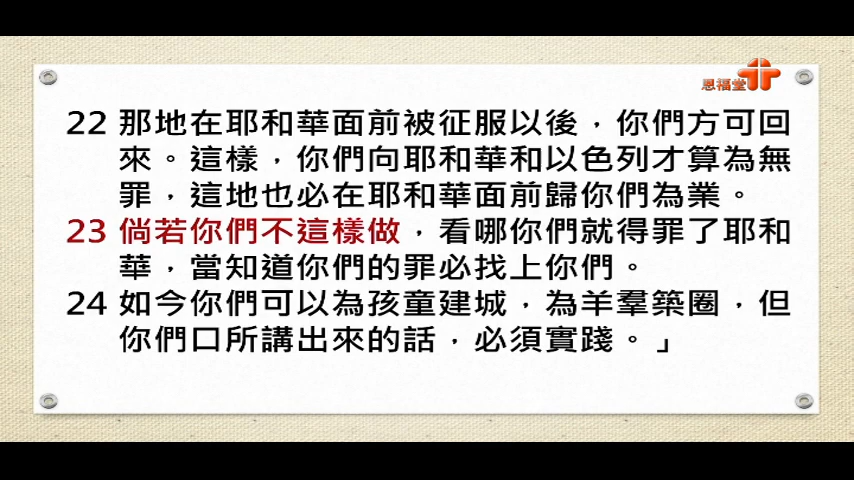 恩福堂
22 那地在耶和華面前被征服以後，你們方可回
來。這樣，你們向耶和華和以色列才算為無
罪，這地也必在耶和華面前歸你們為業。
23 倘若你們不這樣做，看哪你們就得罪了耶和
華，當知道你們的罪必找上你們。
24 如今你們可以為孩童建城，為羊羣築圈，但
你們口所講出來的話，必須實踐。」